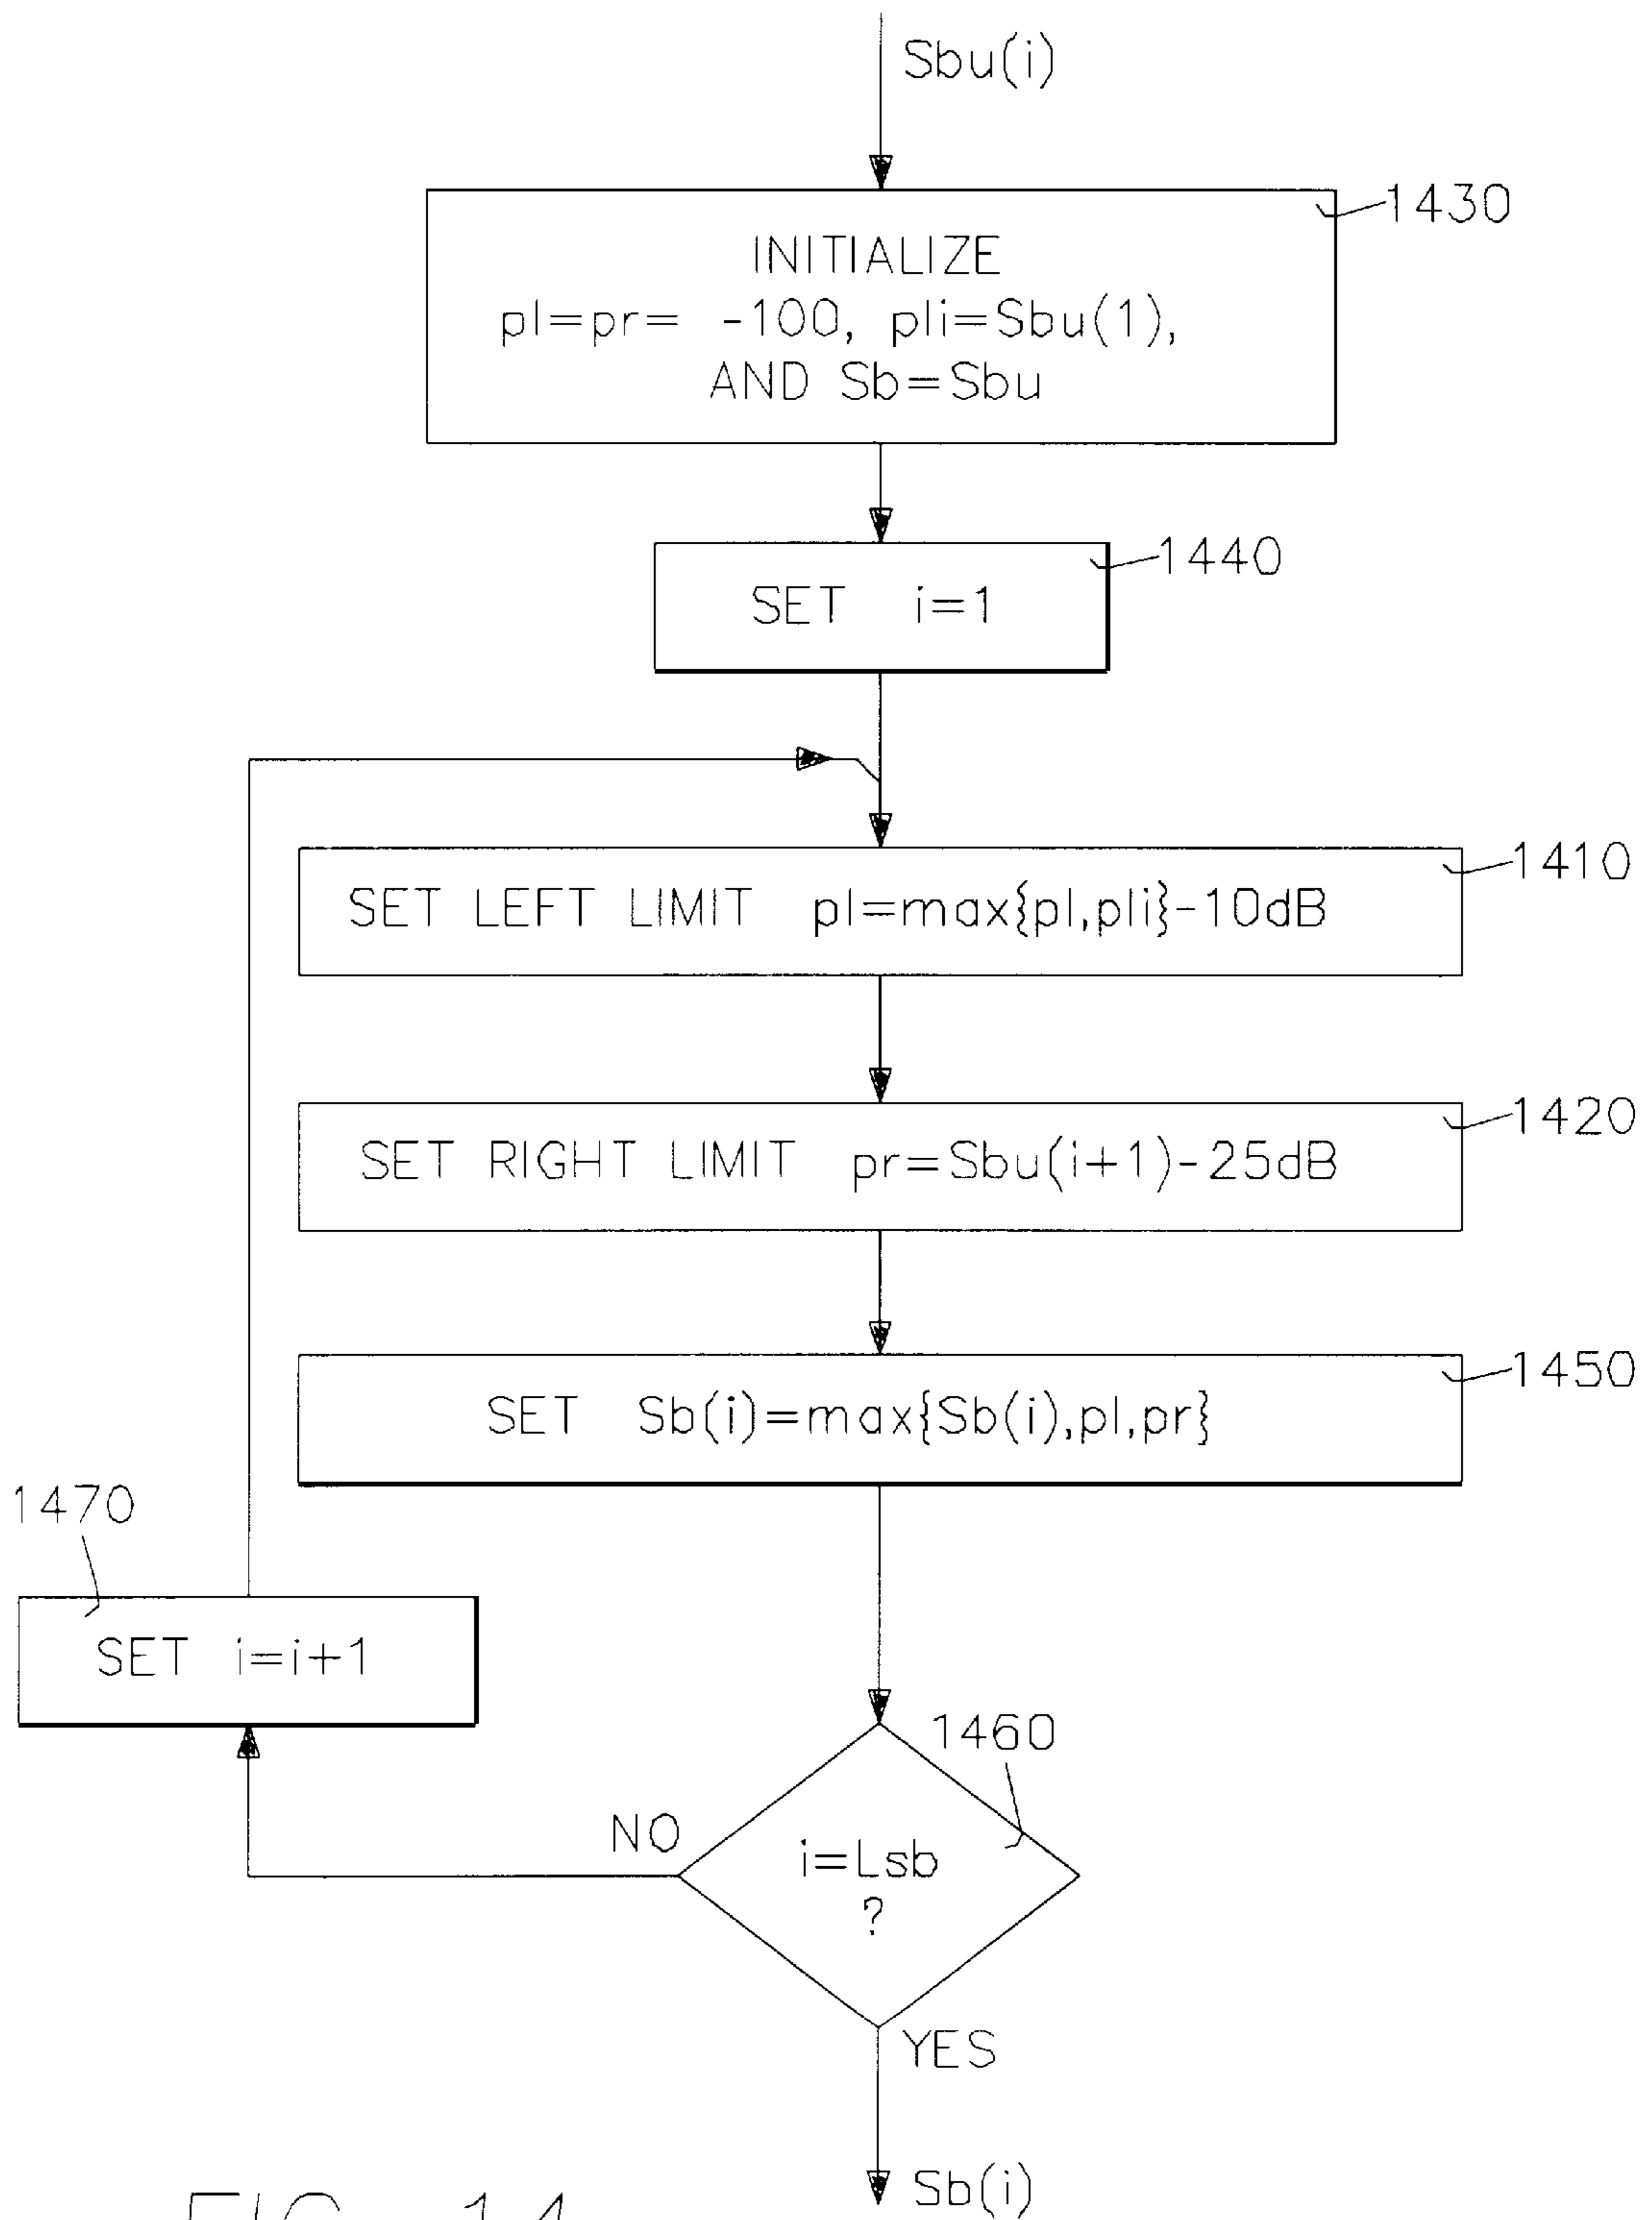 Sbu(i)
1430
INITIALIZE
pl=pr= -100, pli=Sbu(1),
AND Sb=Sbu
1440
SET i=1
1410
SET LEFT LIMIT pl=max{pl,pli}-10dB
1420
SET RIGHT LIMIT pr=Sbu(i+1)-25dB
1450
SET Sb(i)=max{Sb(i),pl,pr}
1470
SET i=i+1
1460
NO
i=Lsb
?
YES
Sb(i)
FIG. 14